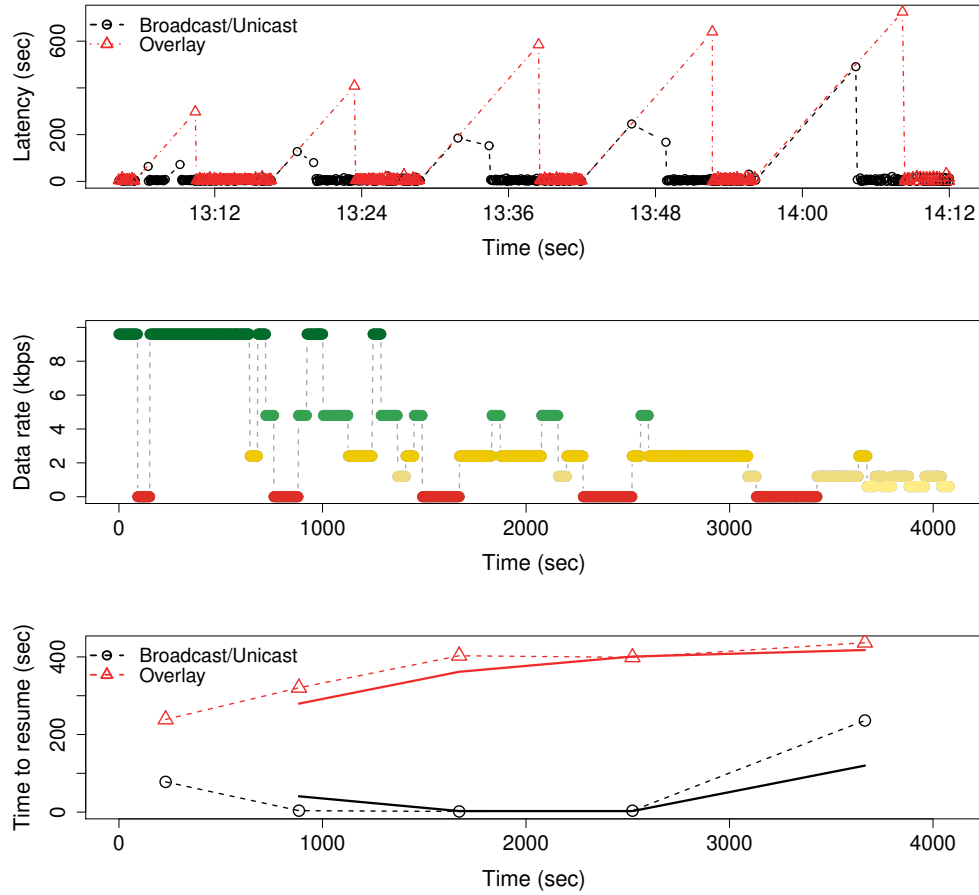 Broadcast/Unicast
Overlay
Latency (sec)
600
200
0
13:12 13:24 13:36 13:48 14:00 14:12
Time (sec)
Data rate (kbps)
8
6
4
2
0
0 1000 2000 3000 4000
Time (sec)
Broadcast/Unicast
Overlay
Time to resume (sec)
400
200
0
0 1000 2000 3000 4000
Time (sec)